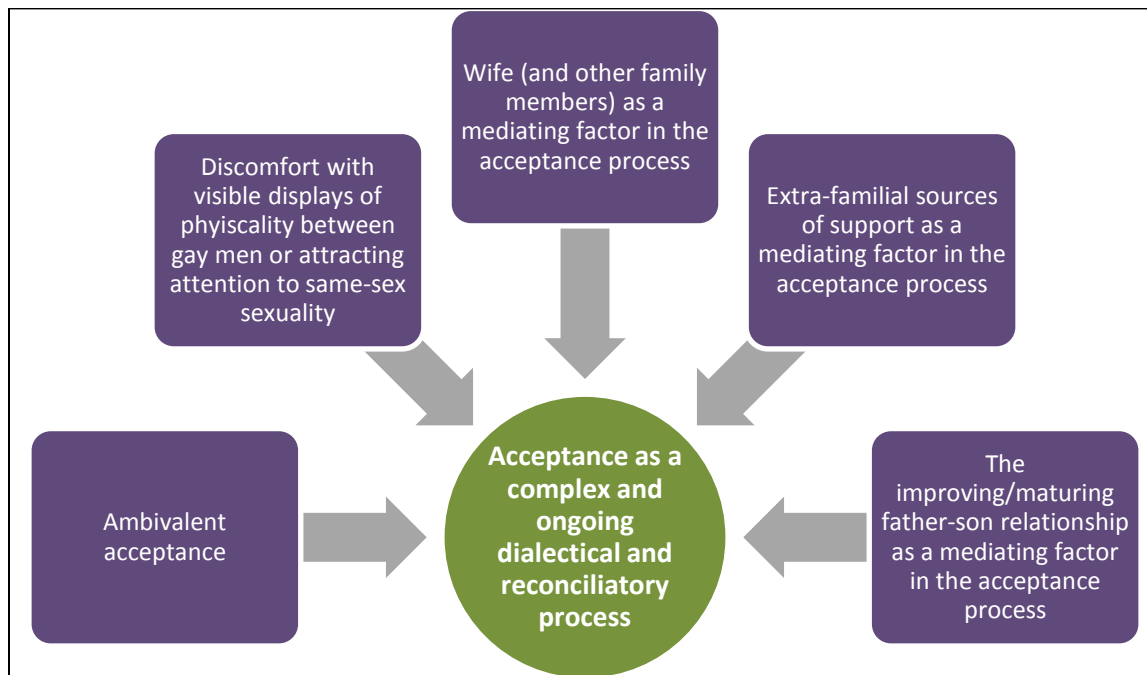 Wife (and other family
members) as a
mediating factor in the
acceptance process
Discomfort with
visible displays of
phyiscality between
gay men or attracting
attention to same-sex
sexuality
Extra-familial sources
of support as a
mediating factor in the
acceptance process
Ambivalent
acceptance
Acceptance as a
complex and
ongoing
dialectical and
reconciliatory
process
The
improving/maturing
father-son relationship
as a mediating factor
in the acceptance
process